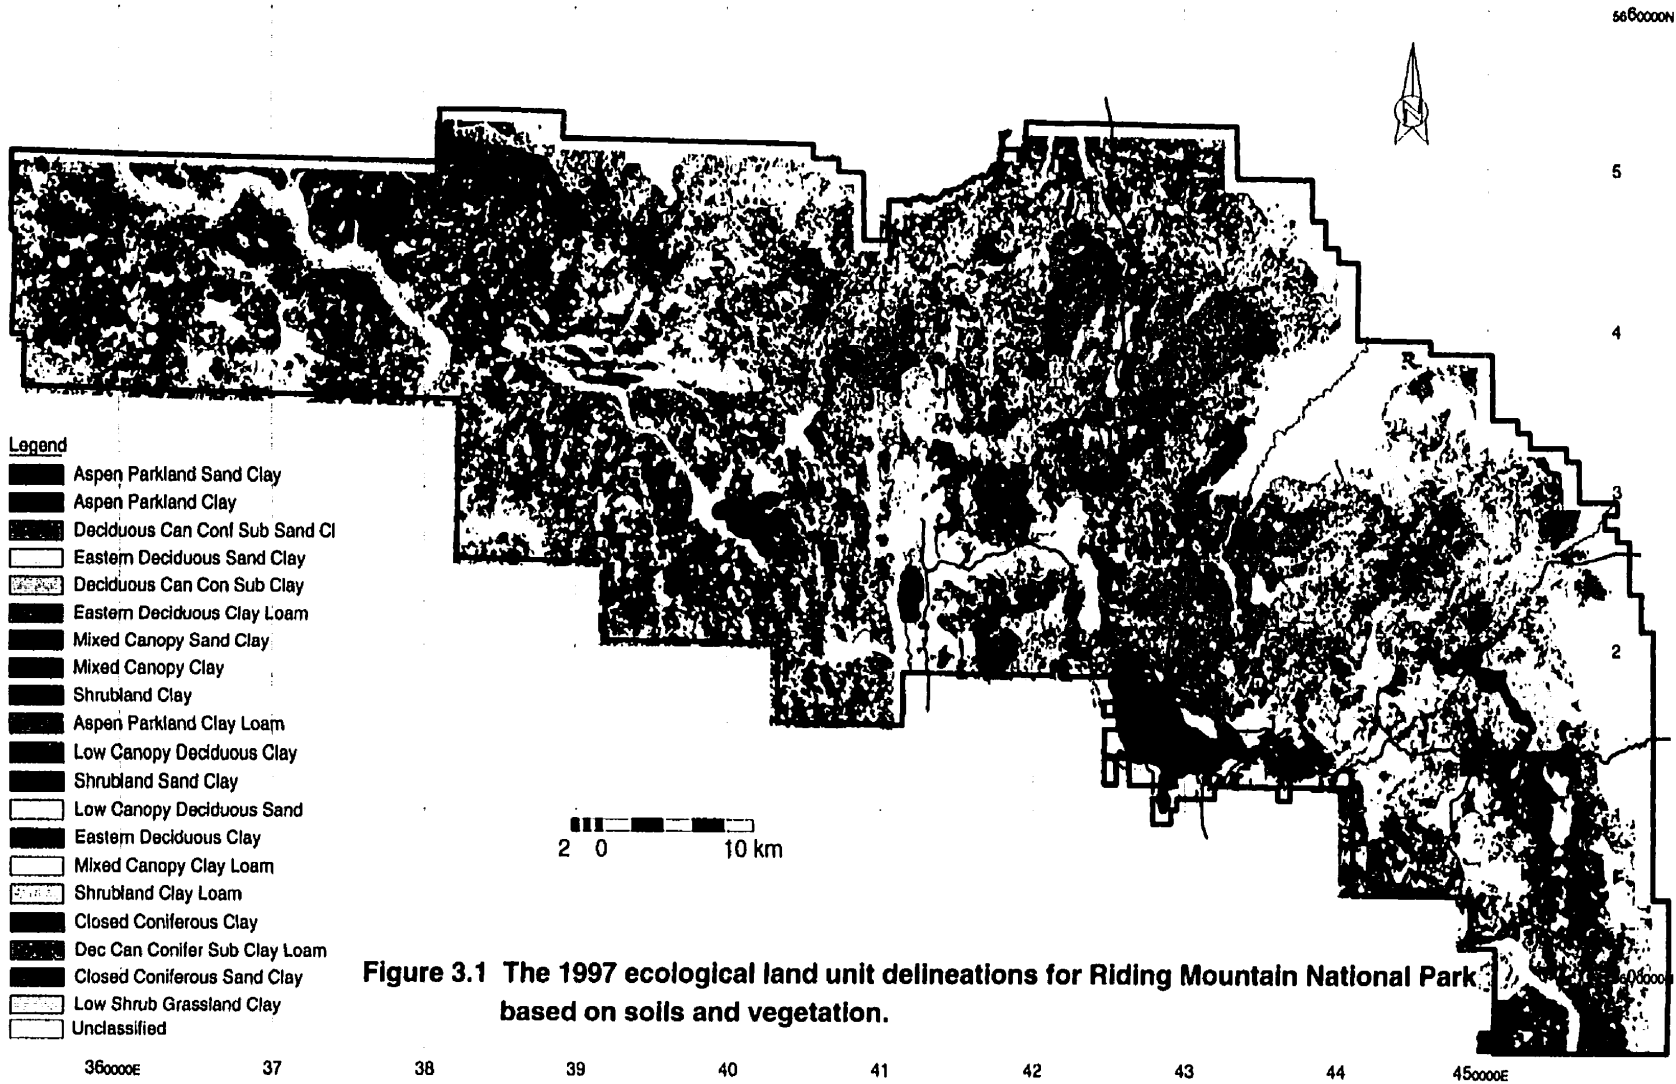 5660000N
N
5
4
R
Legend
Aspen Parkland Sand Clay
Aspen Parkland Clay
Deciduous Can Conf Sub Sand Cl
Eastern Deciduous Sand Clay
Deciduous Can Con Sub Clay
Eastern Deciduous Clay Loam
Mixed Canopy Sand Clay
Mixed Canopy Clay
Shrubland Clay
Aspen Parkland Clay Loam
Low Canopy Deciduous Clay
Shrubland Sand Clay
Low Canopy Deciduous Sand
Eastern Deciduous Clay
Mixed Canopy Clay Loam
Shrubland Clay Loam
Closed Coniferous Clay
Dec Can Conifer Sub Clay Loam
Closed Coniferous Sand Clay
Low Shrub Grassland Clay
Unclassified
3
2
1
2 0 10 km
Figure 3.1 The 1997 ecological land unit delineations for Riding Mountain National Park
based on soils and vegetation.
360000E 37 38 39 40 41 42 43 44 450000E